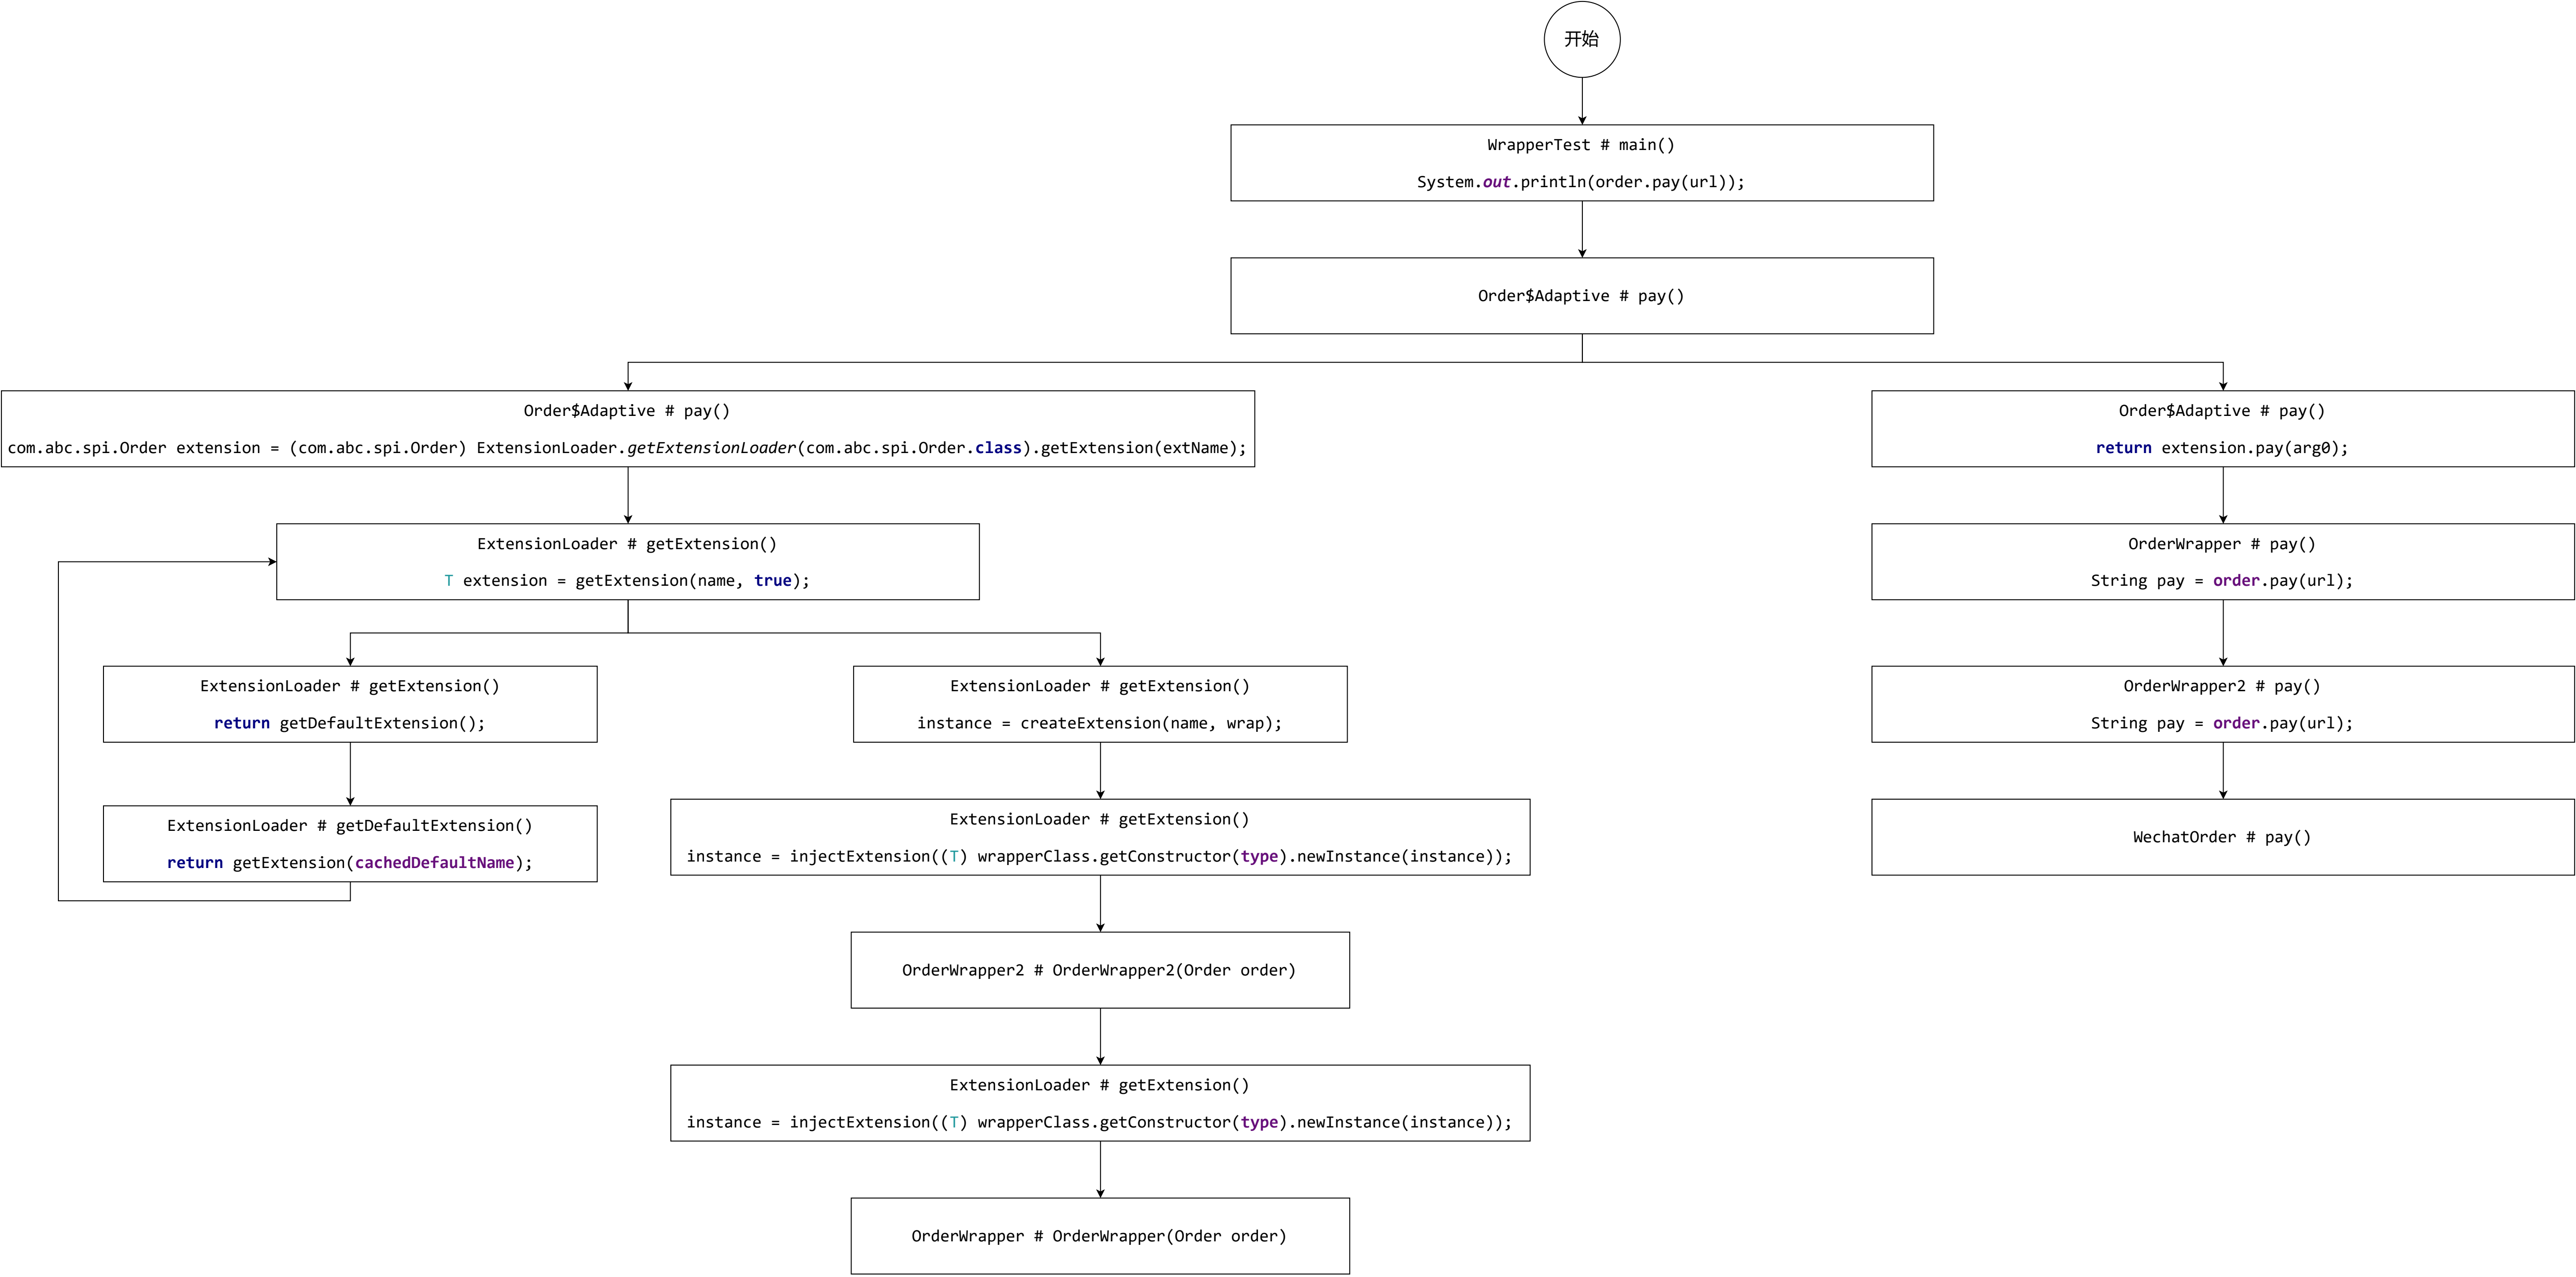 开始
WrapperTest # main()
System.out.println(order.pay(url));
Order$Adaptive # pay()
Order$Adaptive # pay()
com.abc.spi.Order extension = (com.abc.spi.Order) ExtensionLoader.getExtensionLoader(com.abc.spi.Order.class).getExtension(extName);
Order$Adaptive # pay()
return extension.pay(arg0);
ExtensionLoader # getExtension()
T extension = getExtension(name, true);
OrderWrapper # pay()
String pay = order.pay(url);
ExtensionLoader # getExtension()
return getDefaultExtension();
ExtensionLoader # getExtension()
instance = createExtension(name, wrap);
OrderWrapper2 # pay()
String pay = order.pay(url);
ExtensionLoader # getDefaultExtension()
return getExtension(cachedDefaultName);
ExtensionLoader # getExtension()
instance = injectExtension((T) wrapperClass.getConstructor(type).newInstance(instance));
WechatOrder # pay()
OrderWrapper2 # OrderWrapper2(Order order)
ExtensionLoader # getExtension()
instance = injectExtension((T) wrapperClass.getConstructor(type).newInstance(instance));
OrderWrapper # OrderWrapper(Order order)